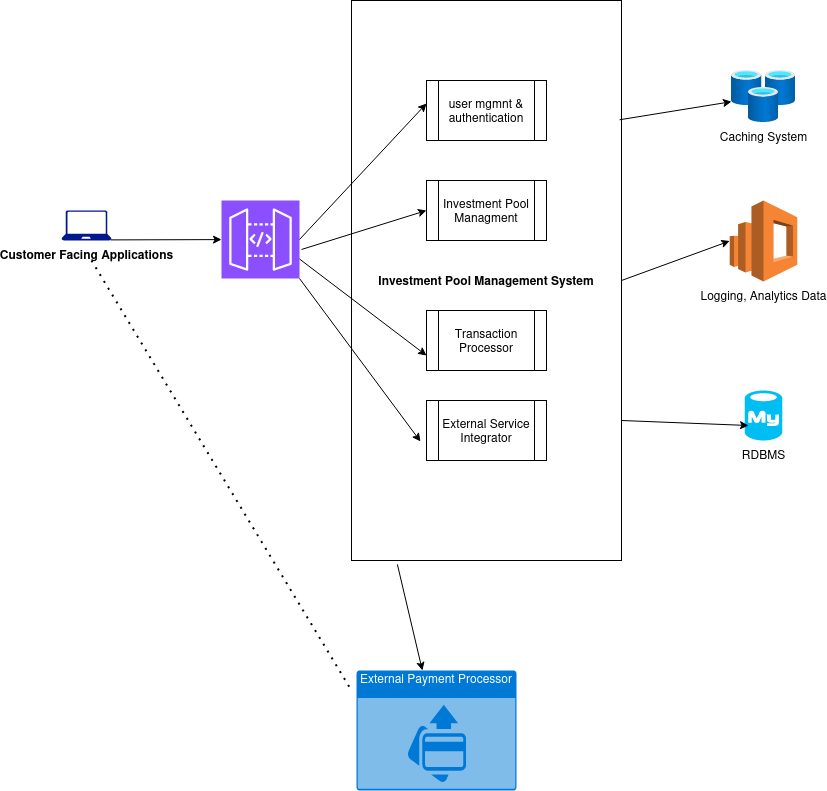 user mgmnt &
authentication
Caching System
Investment Pool
Managment
Customer Facing Applications
</>
Investment Pool Management System
Logging, Analytics Data
Transaction
Processor
External Service
Integrator
My
RDBMS
External Payment Processor